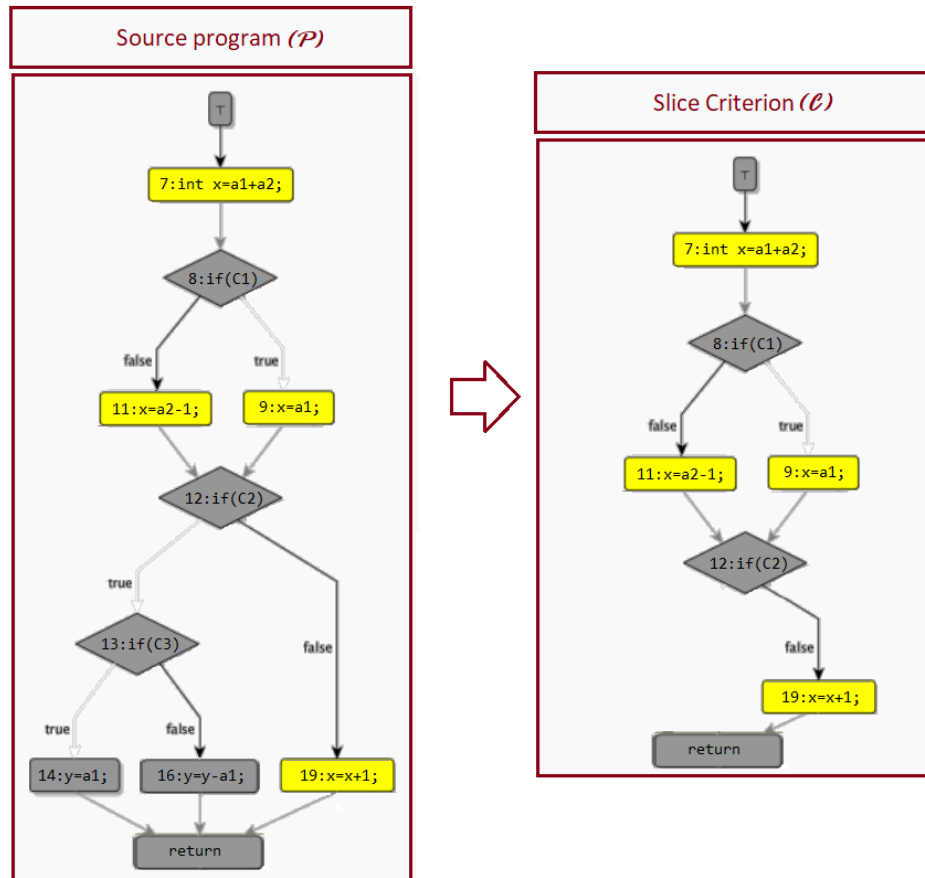 Source program (𝒫)
⊤
7:int x=a1+a2;
8:if(C1)
false
true
11:x=a2-1;
9:x=a1;
12:if(C2)
true
13:if(C3)
false
true
false
14:y=a1;
16:y=y-a1;
19:x=x+1;
return
Slice Criterion (𝒞)
⊤
7:int x=a1+a2;
8:if(C1)
false
true
11:x=a2-1;
9:x=a1;
12:if(C2)
false
19:x=x+1;
return